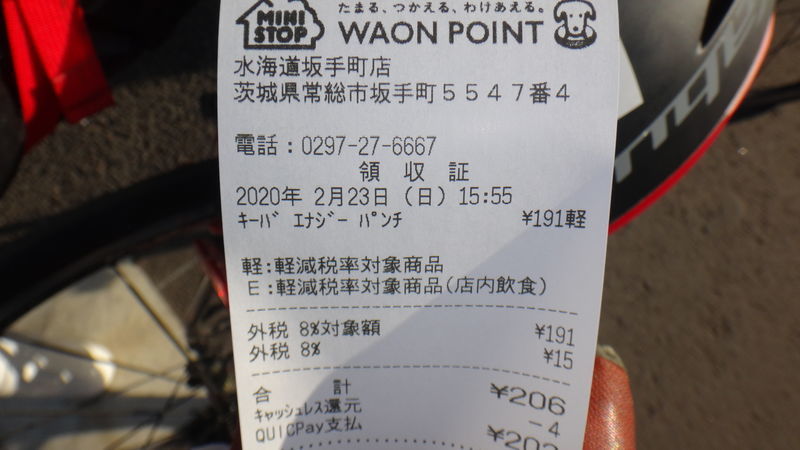 MINI STOP
たまる、つかえる、わけあえる。
WAON POINT
水海道坂手町店
茨城県常総市坂手町５５４７番４
電話：0297-27-6667
領 収 証
2020年 2月23日（日）15:55
ｷｰﾊﾞ ｴﾅｼﾞｰ ﾊﾟﾝﾁ ¥191軽
軽：軽減税率対象商品
Ｅ：軽減税率対象商品（店内飲食）
外税 8%対象額 ¥191
外税 8% ¥15
合 計 ¥206
ｷｬｯｼｭﾚｽ還元 -4
QUICPay支払 ¥202